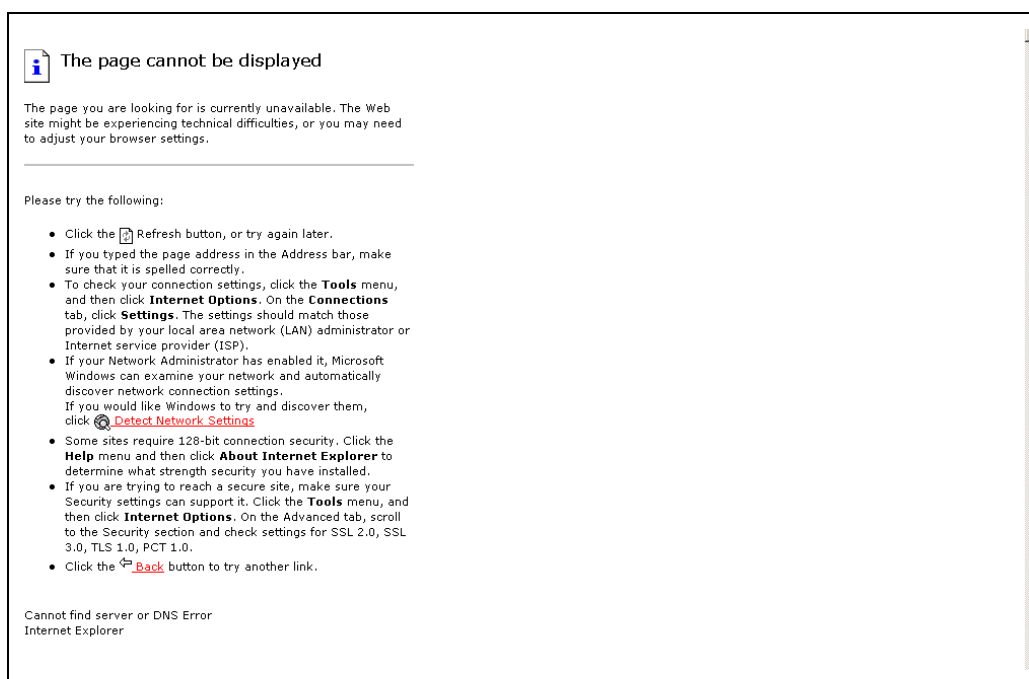 The page cannot be displayed
The page you are looking for is currently unavailable. The Web
site might be experiencing technical difficulties, or you may need
to adjust your browser settings.
Please try the following:
Click the Refresh button, or try again later.
If you typed the page address in the Address bar, make
sure that it is spelled correctly.
To check your connection settings, click the Tools menu,
and then click Internet Options. On the Connections
tab, click Settings. The settings should match those
provided by your local area network (LAN) administrator or
Internet service provider (ISP).
If your Network Administrator has enabled it, Microsoft
Windows can examine your network and automatically
discover network connection settings.
If you would like Windows to try and discover them,
click Detect Network Settings
Some sites require 128-bit connection security. Click the
Help menu and then click About Internet Explorer to
determine what strength security you have installed.
If you are trying to reach a secure site, make sure your
Security settings can support it. Click the Tools menu, and
then click Internet Options. On the Advanced tab, scroll
to the Security section and check settings for SSL 2.0, SSL
3.0, TLS 1.0, PCT 1.0.
Click the Back button to try another link.
Cannot find server or DNS Error
Internet Explorer